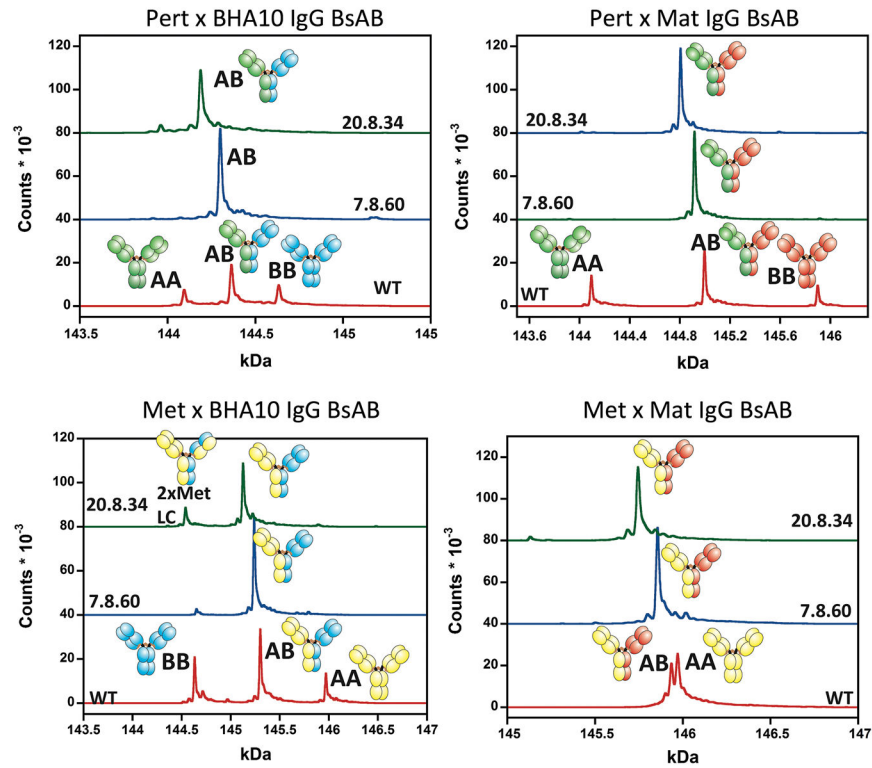 Pert x BHA10 IgG BsAB
120
100
80
60
40
20
0
Counts * 10⁻³
AB
20.8.34
AB
7.8.60
AA
AB
BB
WT
143.5 144 144.5 145 145
kDa
Pert x Mat IgG BsAB
120
100
80
60
40
20
0
Counts * 10⁻³
20.8.34
7.8.60
AA
AB
BB
WT
143.6 144 144.4 144.8 145.2 145.6 146
kDa
Met x BHA10 IgG BsAB
120
100
80
60
40
20
0
Counts * 10⁻³
20.8.34
2xMet
LC
7.8.60
BB
AB
AA
WT
143.5 144 144.5 145 145.5 146 146.5 147
kDa
Met x Mat IgG BsAB
120
100
80
60
40
20
0
Counts * 10⁻³
20.8.34
7.8.60
AB
AA
WT
145 145.5 146 146.5 147
kDa